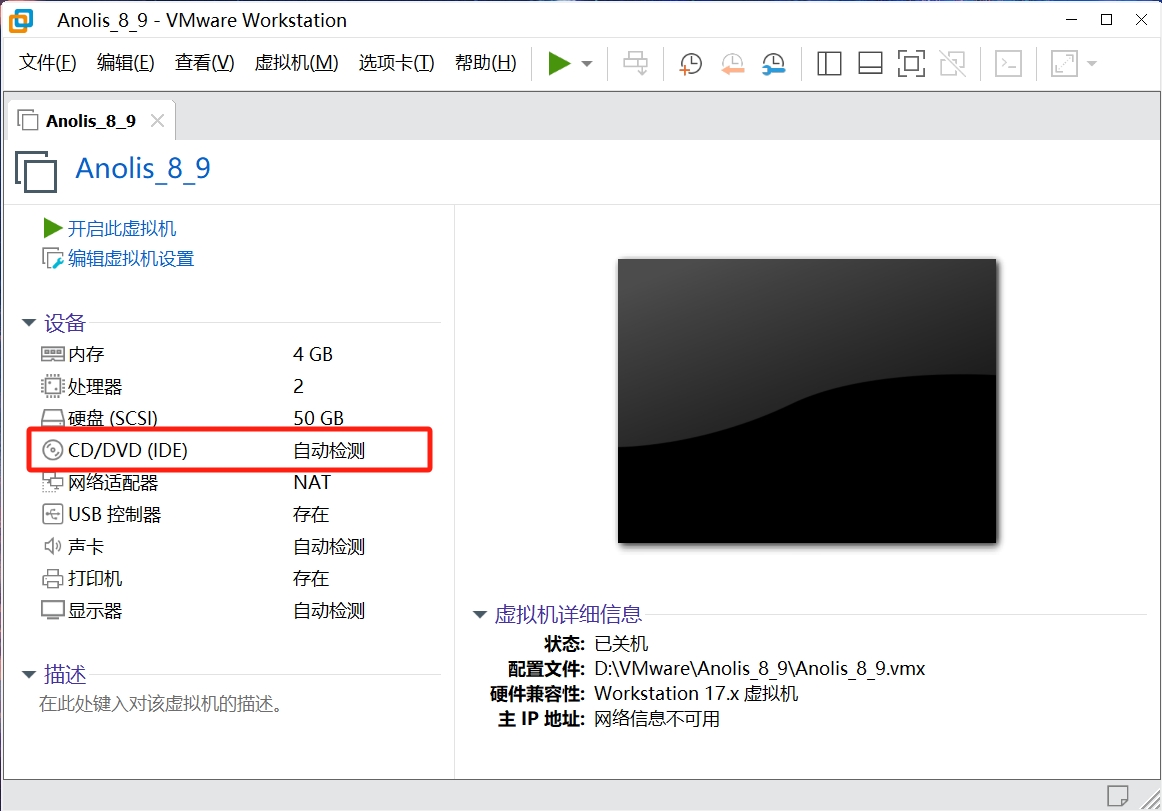 Anolis_8_9 - VMware Workstation
文件(F) 编辑(E) 查看(V) 虚拟机(M) 选项卡(T) 帮助(H)
Anolis_8_9
Anolis_8_9
开启此虚拟机
编辑虚拟机设置
设备
内存 4 GB
处理器 2
硬盘 (SCSI) 50 GB
CD/DVD (IDE) 自动检测
网络适配器 NAT
USB 控制器 存在
声卡 自动检测
打印机 存在
显示器 自动检测
描述
在此处键入对该虚拟机的描述。
虚拟机详细信息
状态: 已关机
配置文件: D:\VMware\Anolis_8_9\Anolis_8_9.vmx
硬件兼容性: Workstation 17.x 虚拟机
主 IP 地址: 网络信息不可用